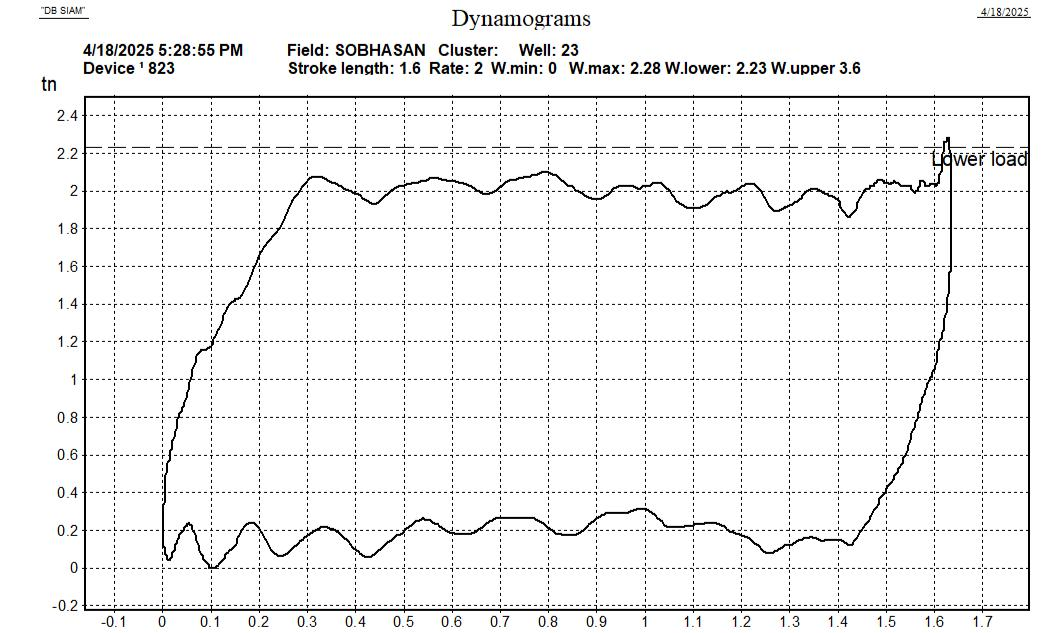 "DB SIAM"
4/18/2025
Dynamograms
4/18/2025 5:28:55 PM Field: SOBHASAN Cluster: Well: 23
Device ¹ 823 Stroke length: 1.6 Rate: 2 W.min: 0 W.max: 2.28 W.lower: 2.23 W.upper 3.6
tn
2.4
2.2
Lower load
2
1.8
1.6
1.4
1.2
1
0.8
0.6
0.4
0.2
0
-0.2
-0.1 0 0.1 0.2 0.3 0.4 0.5 0.6 0.7 0.8 0.9 1 1.1 1.2 1.3 1.4 1.5 1.6 1.7